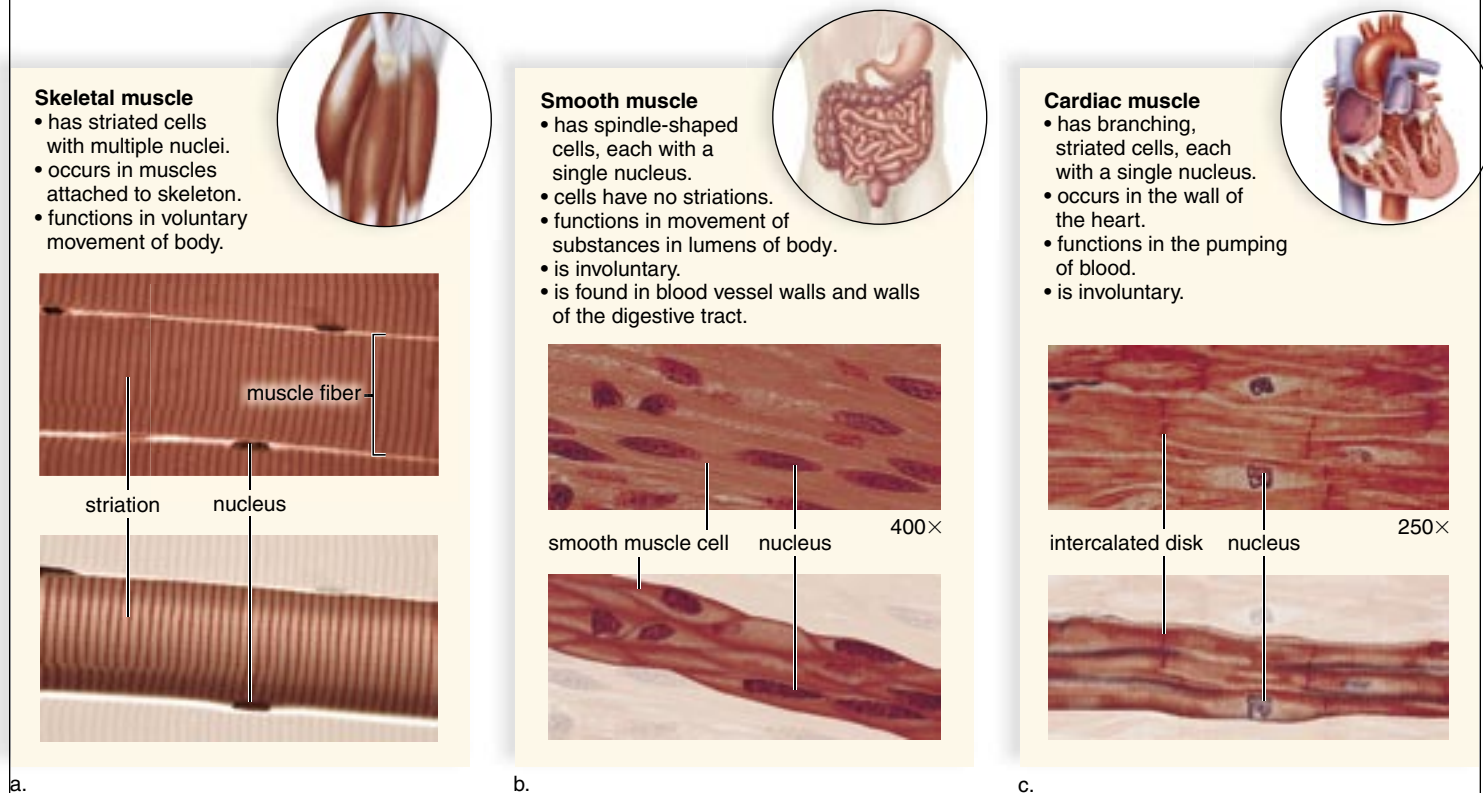 Skeletal muscle
• has striated cells
with multiple nuclei.
• occurs in muscles
attached to skeleton.
• functions in voluntary
movement of body.
muscle fiber
striation
nucleus
a.
Smooth muscle
• has spindle-shaped
cells, each with a
single nucleus.
• cells have no striations.
• functions in movement of
substances in lumens of body.
• is involuntary.
• is found in blood vessel walls and walls
of the digestive tract.
400×
smooth muscle cell
nucleus
b.
Cardiac muscle
• has branching,
striated cells, each
with a single nucleus.
• occurs in the wall of
the heart.
• functions in the pumping
of blood.
• is involuntary.
250×
intercalated disk
nucleus
c.